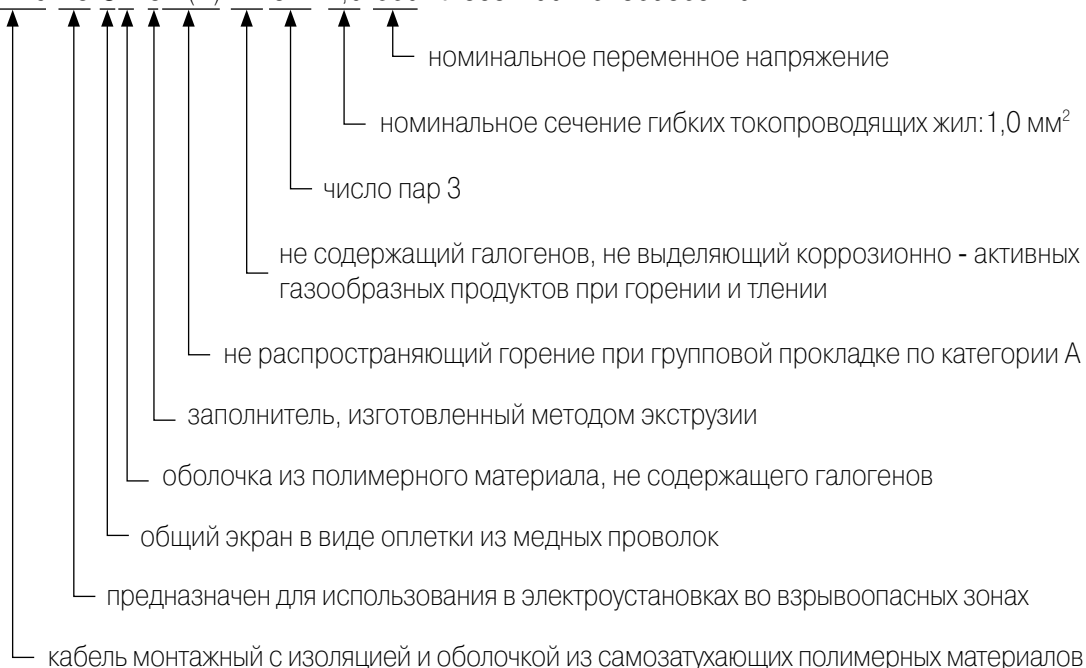 номинальное переменное напряжение
номинальное сечение гибких токопроводящих жил: 1,0 мм²
число пар 3
не содержащий галогенов, не выделяющий коррозионно - активных
газообразных продуктов при горении и тлении
не распространяющий горение при групповой прокладке по категории А
заполнитель, изготовленный методом экструзии
оболочка из полимерного материала, не содержащего галогенов
общий экран в виде оплетки из медных проволок
предназначен для использования в электроустановках во взрывоопасных зонах
кабель монтажный с изоляцией и оболочкой из самозатухающих полимерных материалов